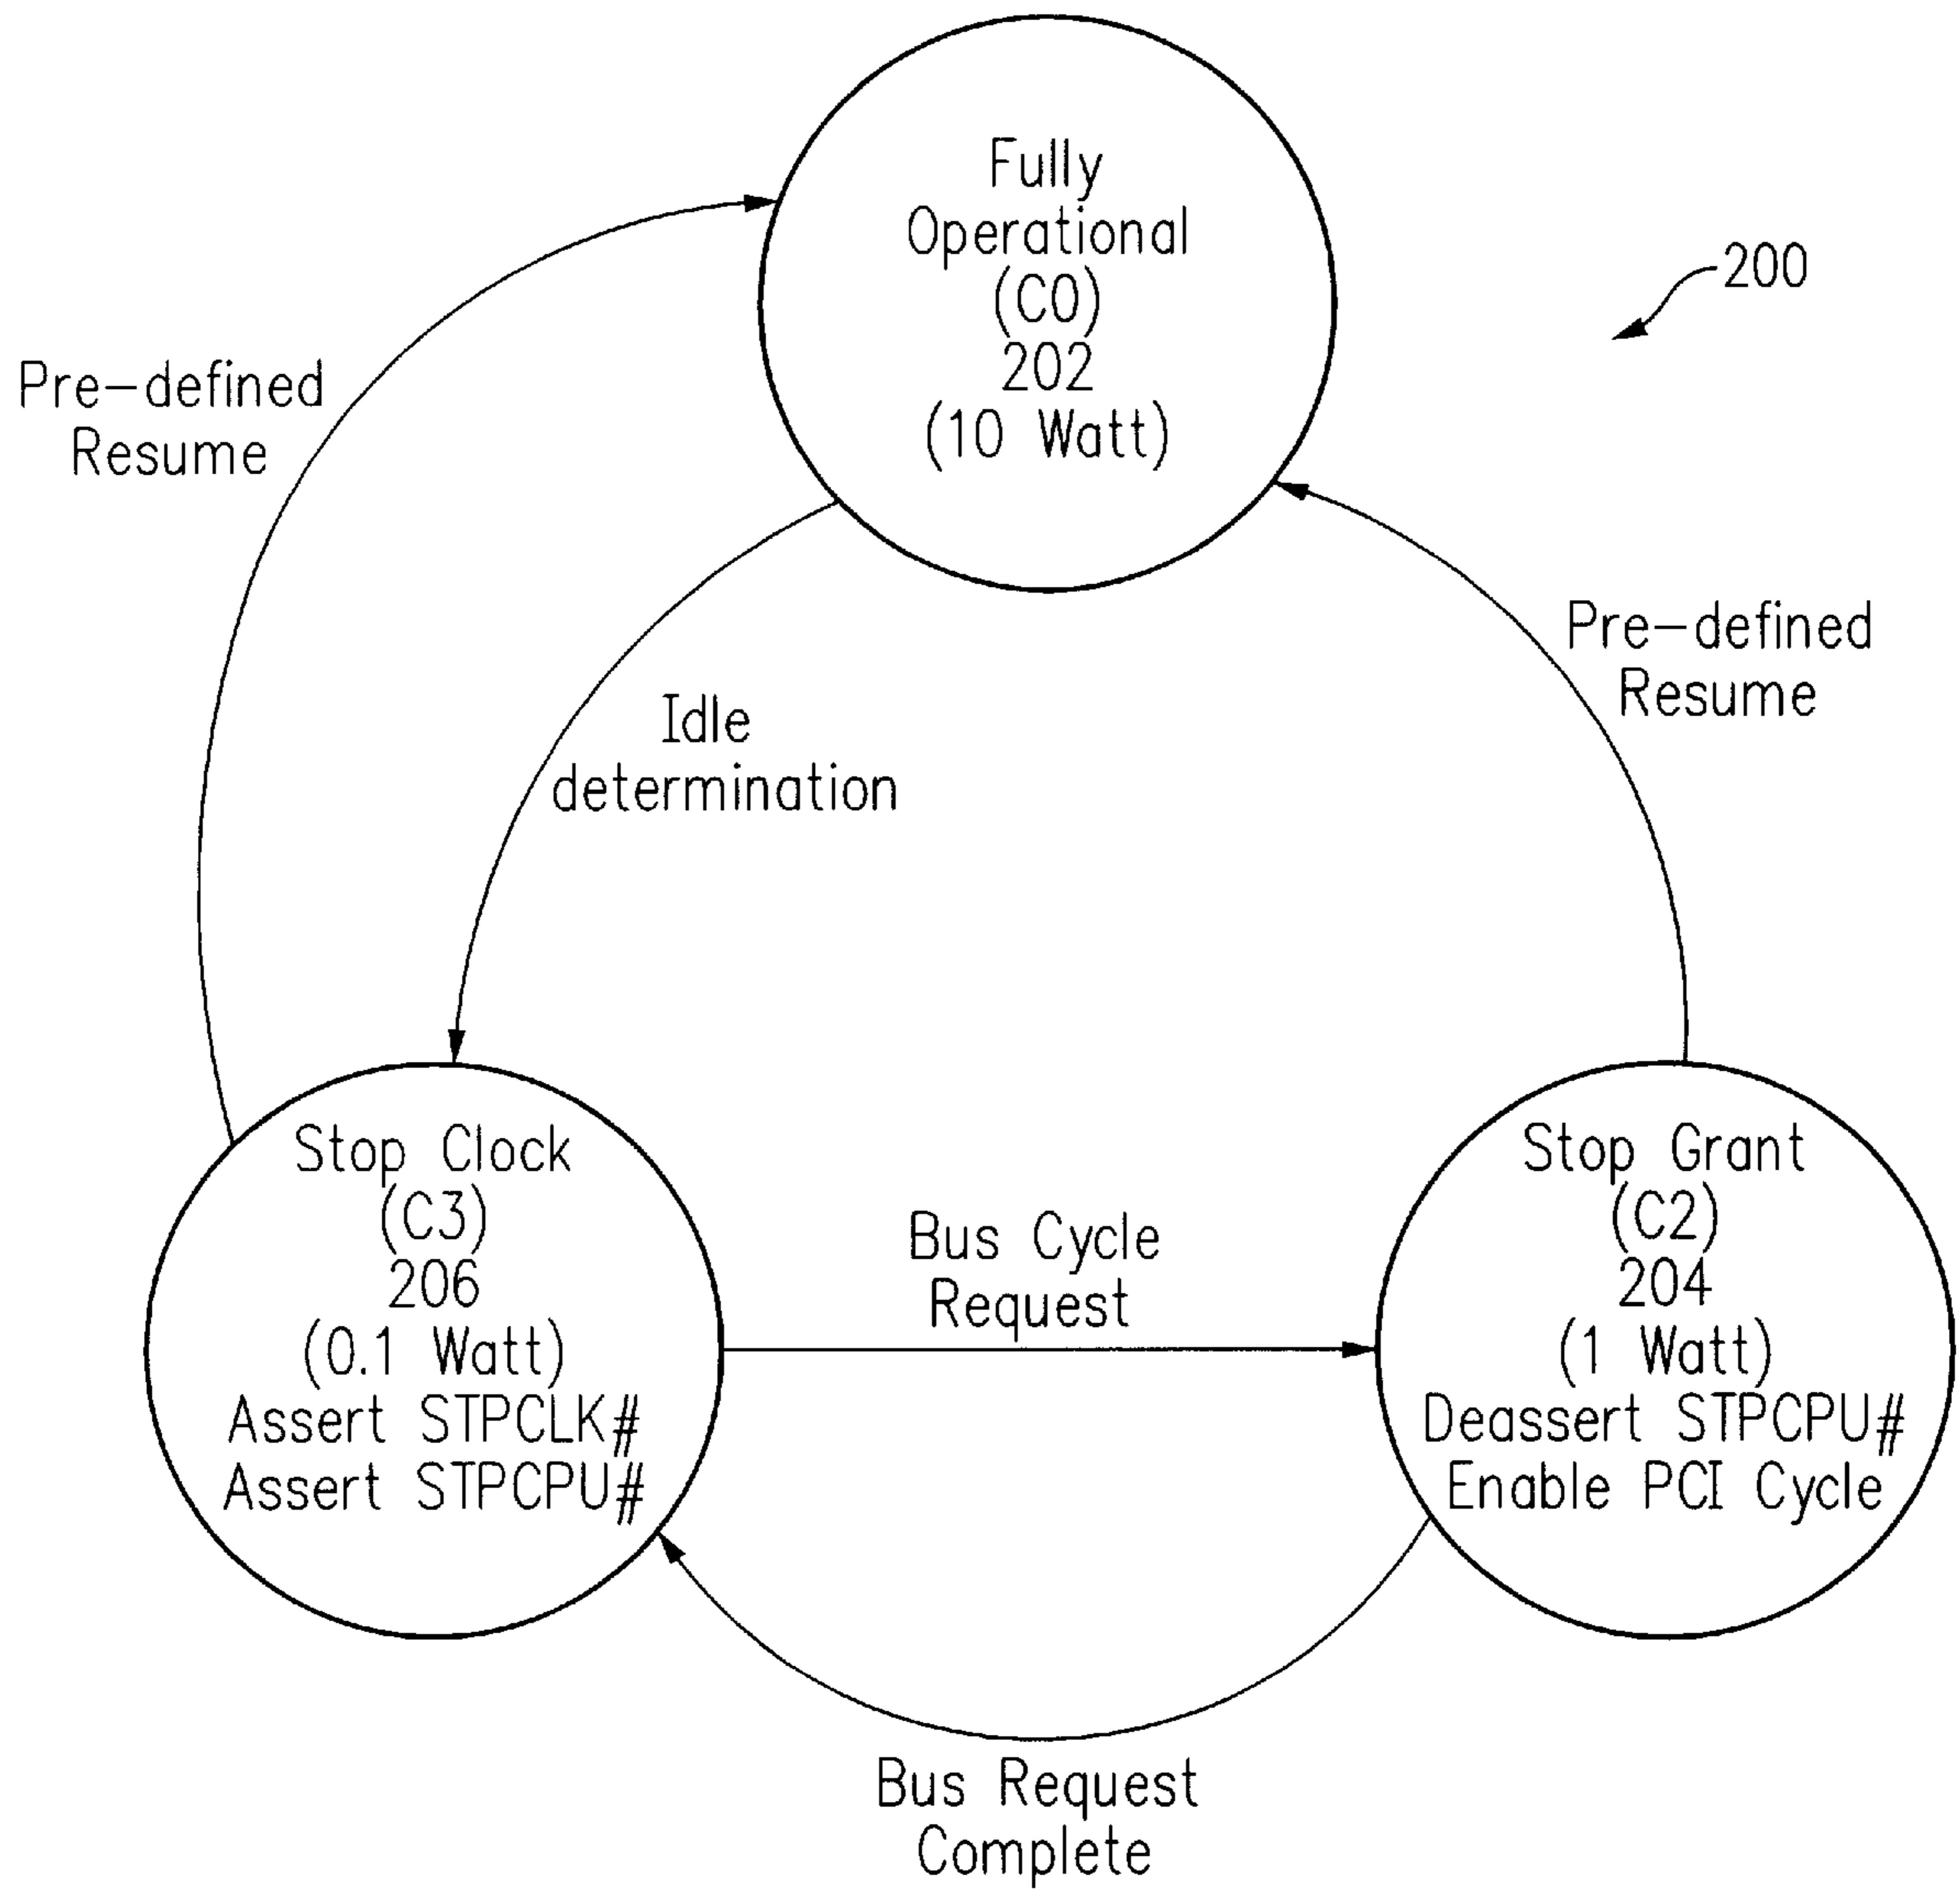 Fully
Operational
(C0)
202
(10 Watt)
200
Pre-defined
Resume
Pre-defined
Resume
Idle
determination
Stop Clock
(C3)
206
(0.1 Watt)
Assert STPCLK#
Assert STPCPU#
Bus Cycle
Request
Stop Grant
(C2)
204
(1 Watt)
Deassert STPCPU#
Enable PCI Cycle
Bus Request
Complete